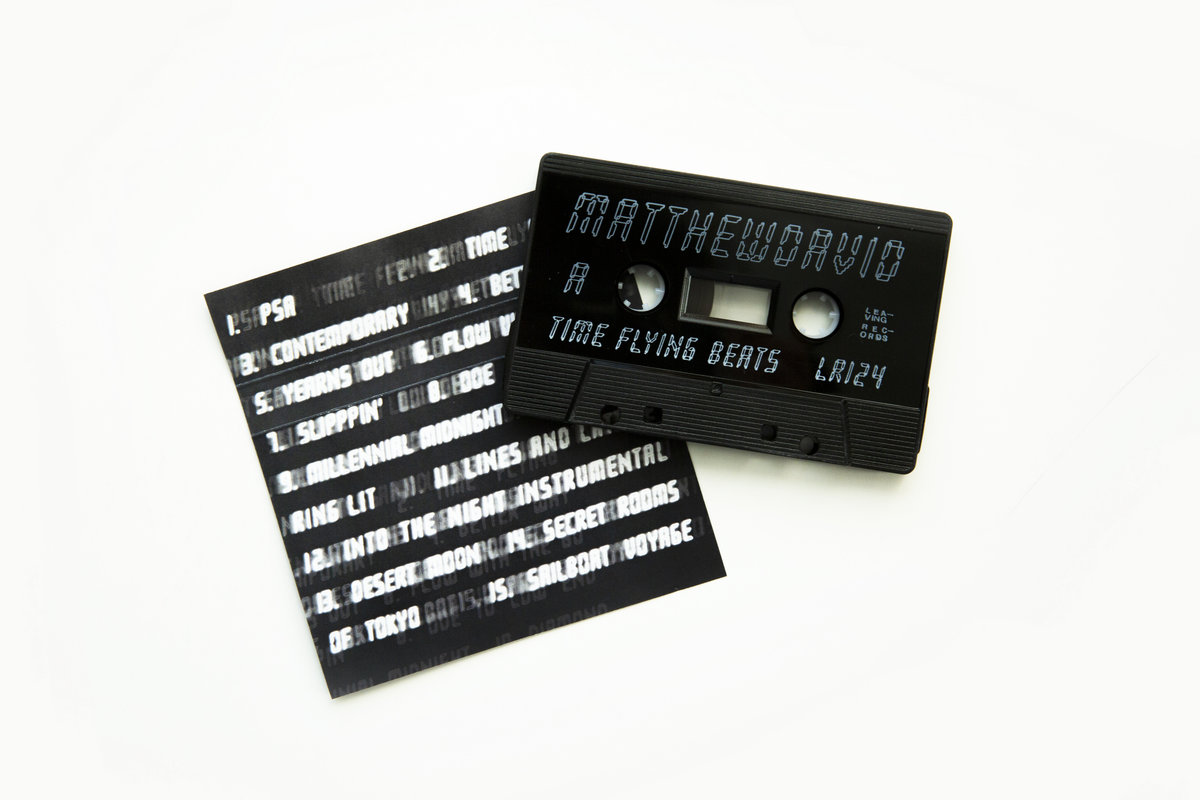 1. PSA 2. TIME
3. CONTEMPORARY 4. BET
5. YEARNS OUT 6. FLOW
7. SLIPPPIN' 8. ODE
9. MILLENNIAL MIDNIGHT
RING LIT 11. LINES AND
12. INTO THE NIGHT INSTRUMENTAL
13. DESERT MOON 14. SECRET ROOMS
OF TOKYO 15. SAILBOAT VOYAGE
MATTHEWDAVID
A
LEA-
VING
REC-
ORDS
TIME FLYING BEATS LR124